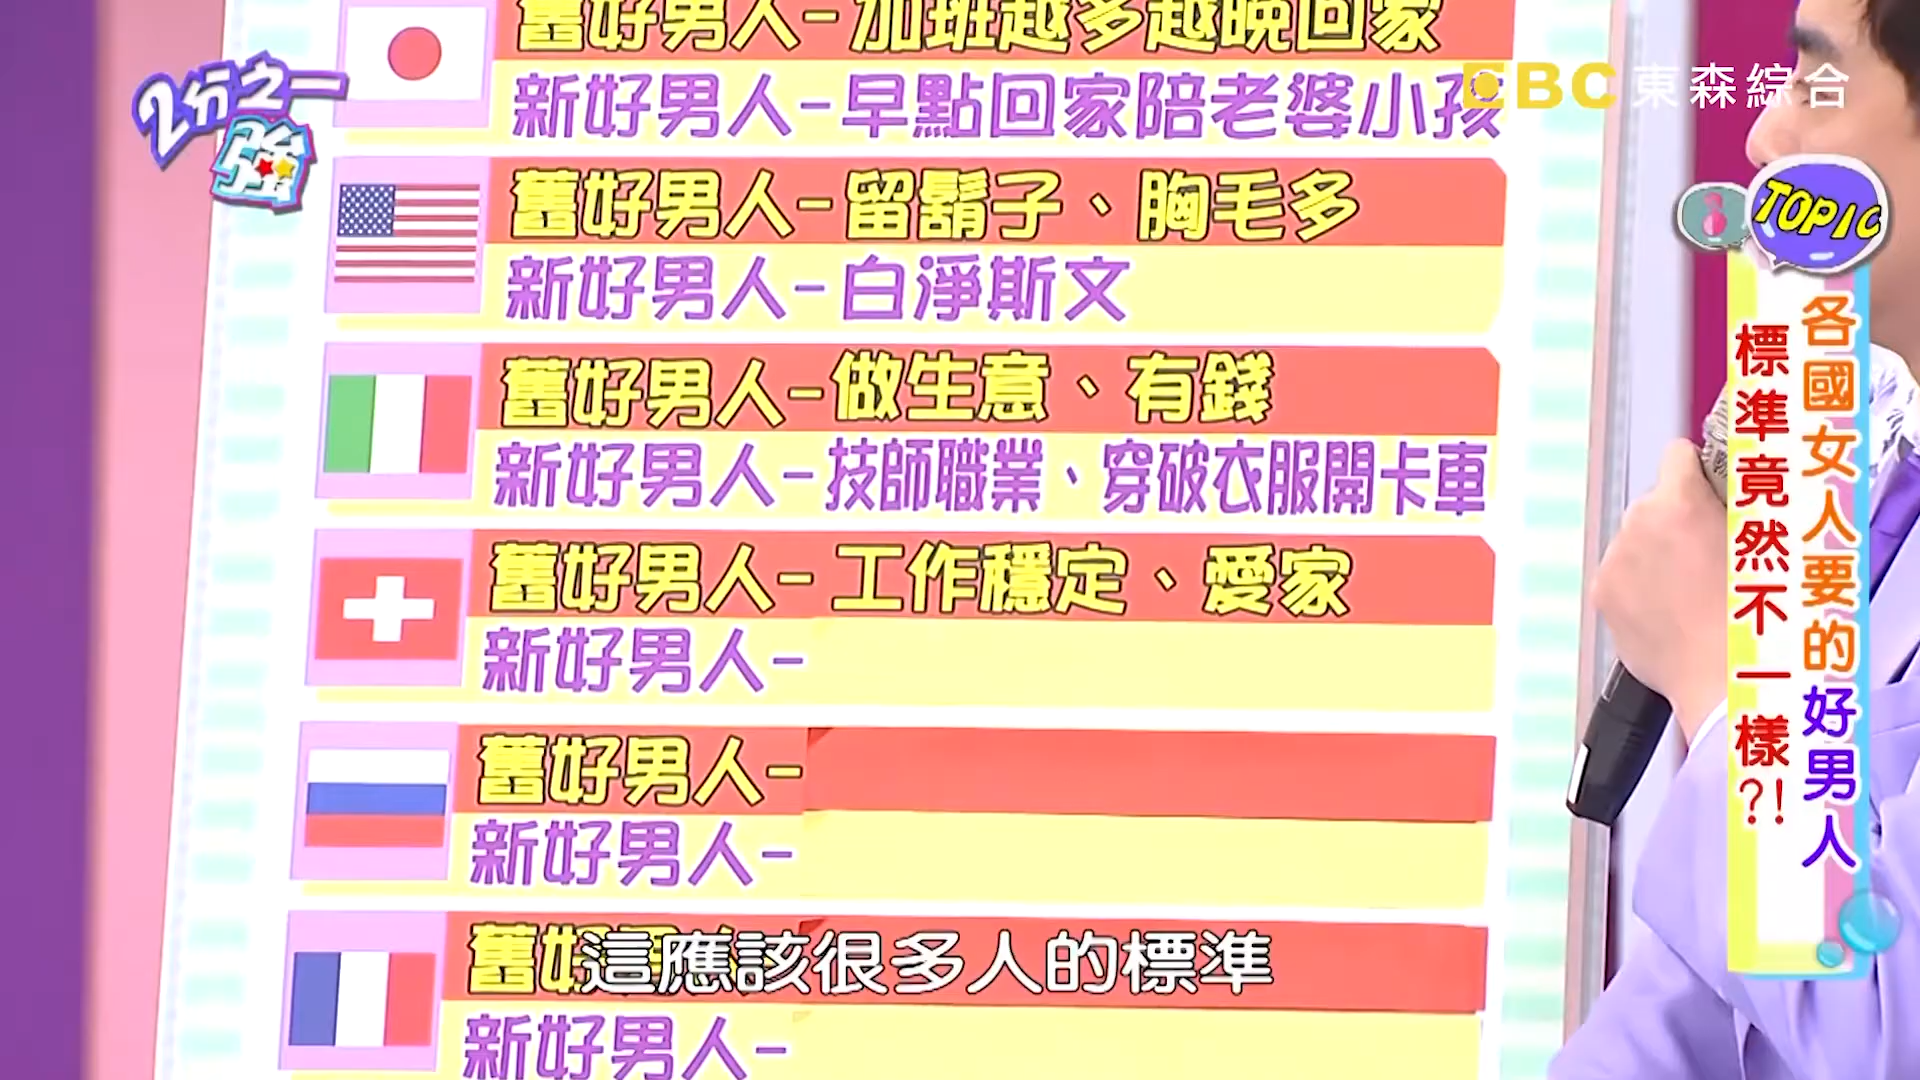 舊好男人-加班越多越晚回家
新好男人-早點回家陪老婆小孩
舊好男人-留鬍子、胸毛多
新好男人-白淨斯文
舊好男人-做生意、有錢
新好男人-技師職業、穿破衣服開卡車
舊好男人-工作穩定、愛家
新好男人-
舊好男人-
新好男人-
舊好
新好男人-
這應該很多人的標準
2分之一強
EBC 東森綜合
TOPIC
各國女人要的好男人
標準竟然不一樣?!